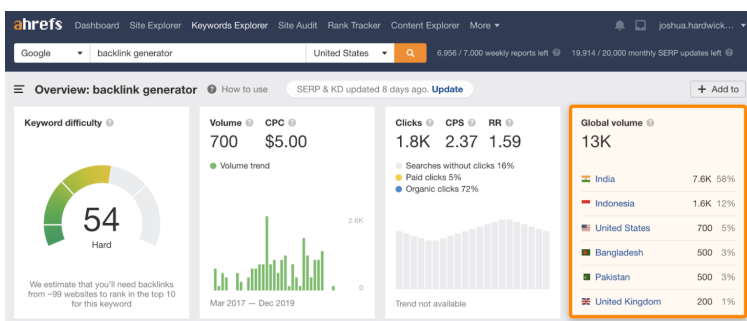 ahrefs Dashboard Site Explorer Keywords Explorer Site Audit Rank Tracker Content Explorer More joshua.hardwick...
Google backlink generator United States 6,956 / 7,000 weekly reports left 19,914 / 20,000 monthly SERP updates left
Overview: backlink generator How to use SERP & KD updated 8 days ago. Update + Add to
Keyword difficulty
54
Hard
We estimate that you'll need backlinks
from ~99 websites to rank in the top 10
for this keyword
Volume CPC
700 $5.00
Volume trend
2.6K
0
Mar 2017 — Dec 2019
Clicks CPS RR
1.8K 2.37 1.59
Searches without clicks 16%
Paid clicks 5%
Organic clicks 72%
Trend not available
Global volume
13K
India 7.6K 58%
Indonesia 1.6K 12%
United States 700 5%
Bangladesh 500 3%
Pakistan 500 3%
United Kingdom 200 1%